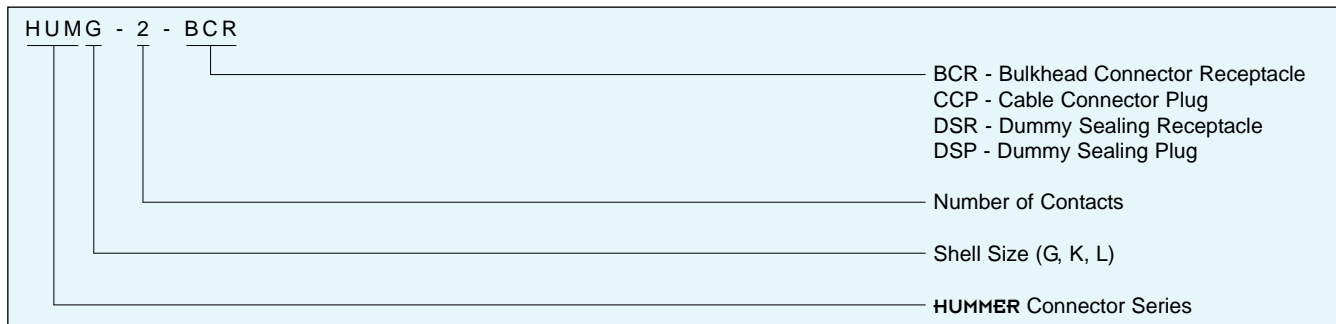 HUMG - 2 - BCR
BCR - Bulkhead Connector Receptacle
CCP - Cable Connector Plug
DSR - Dummy Sealing Receptacle
DSP - Dummy Sealing Plug
Number of Contacts
Shell Size (G, K, L)
HUMMER Connector Series